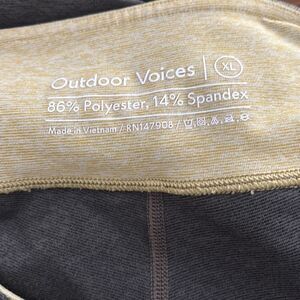 Outdoor Voices | XL
86% Polyester, 14% Spandex
Made in Vietnam / RN147908 /